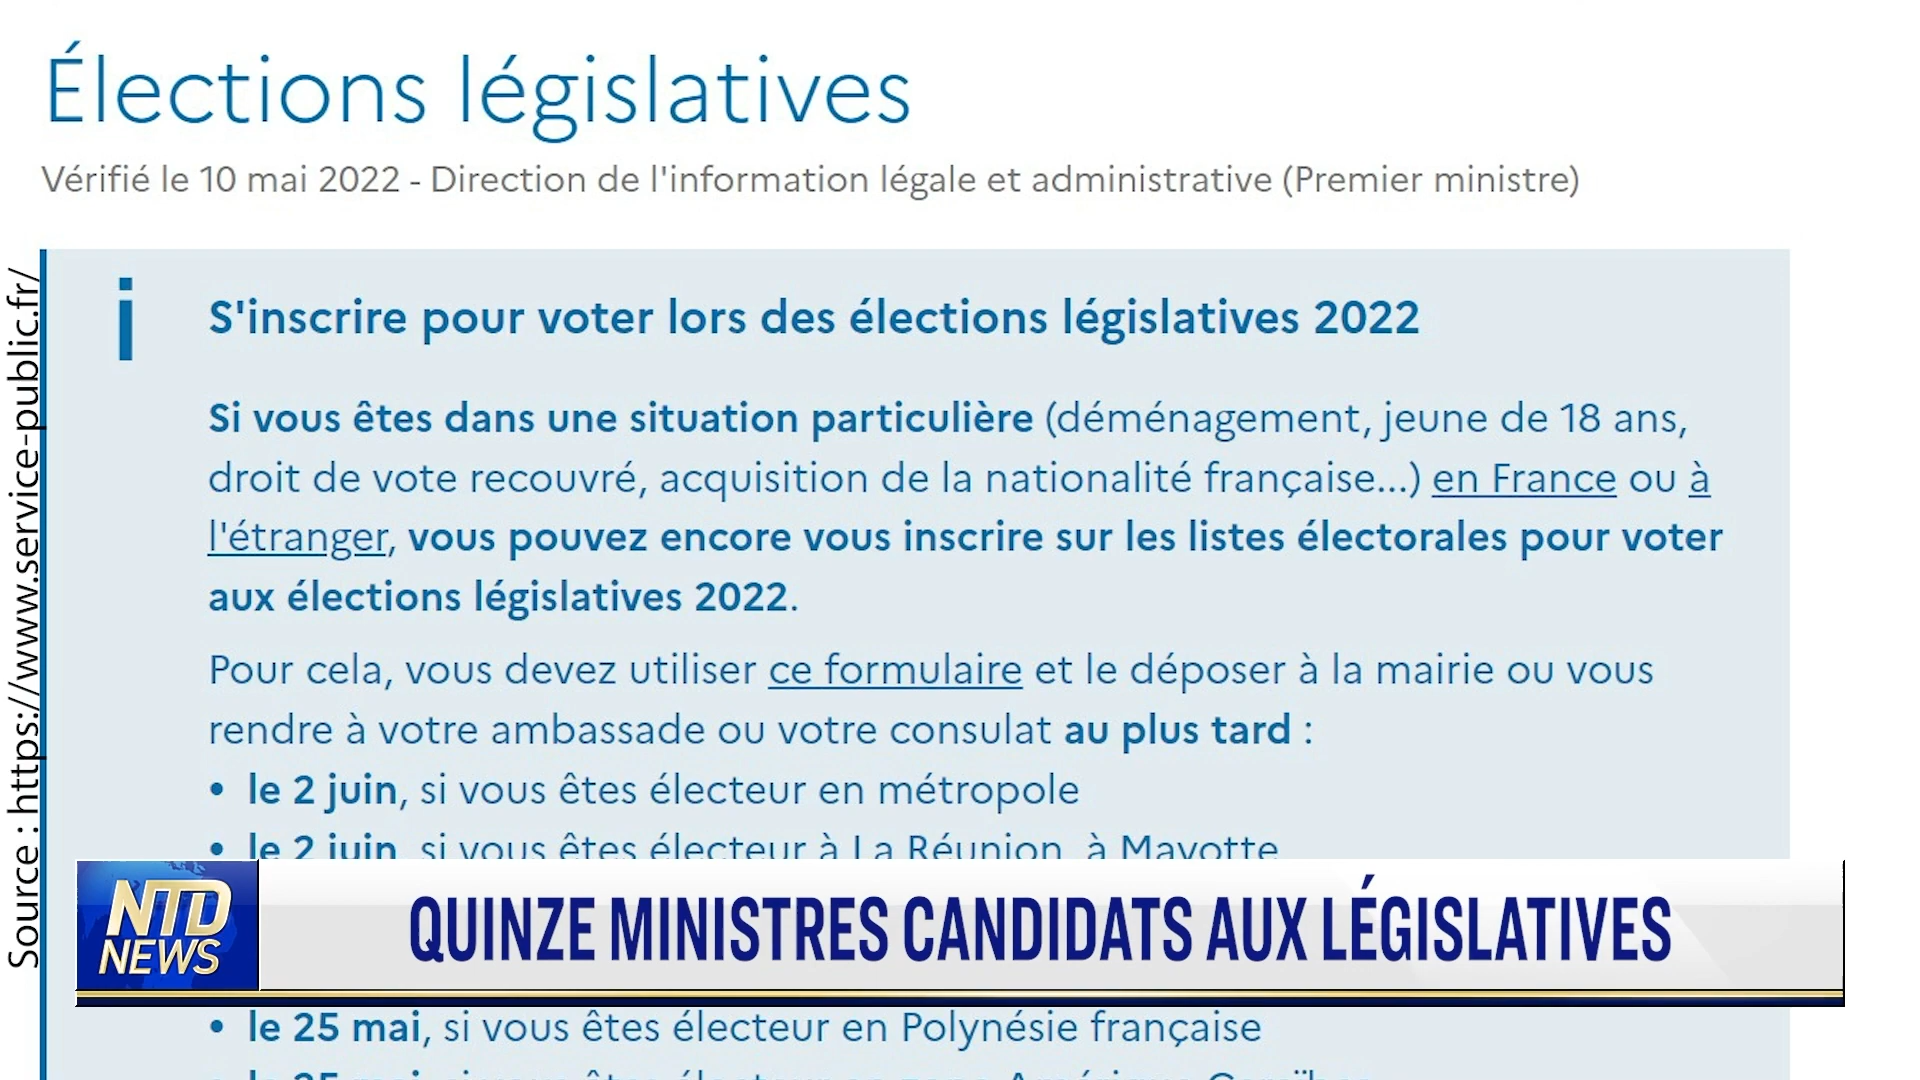 Élections législatives
Vérifié le 10 mai 2022 - Direction de l'information légale et administrative (Premier ministre)
i
S'inscrire pour voter lors des élections législatives 2022
Si vous êtes dans une situation particulière (déménagement, jeune de 18 ans,
droit de vote recouvré, acquisition de la nationalité française...) en France ou à
l'étranger, vous pouvez encore vous inscrire sur les listes électorales pour voter
aux élections législatives 2022.
Pour cela, vous devez utiliser ce formulaire et le déposer à la mairie ou vous
rendre à votre ambassade ou votre consulat au plus tard :
• le 2 juin, si vous êtes électeur en métropole
• le 2 juin, si vous êtes électeur à La Réunion, à Mayotte
Source : https://www.service-public.fr/
NTD
NEWS
QUINZE MINISTRES CANDIDATS AUX LÉGISLATIVES
• le 25 mai, si vous êtes électeur en Polynésie française